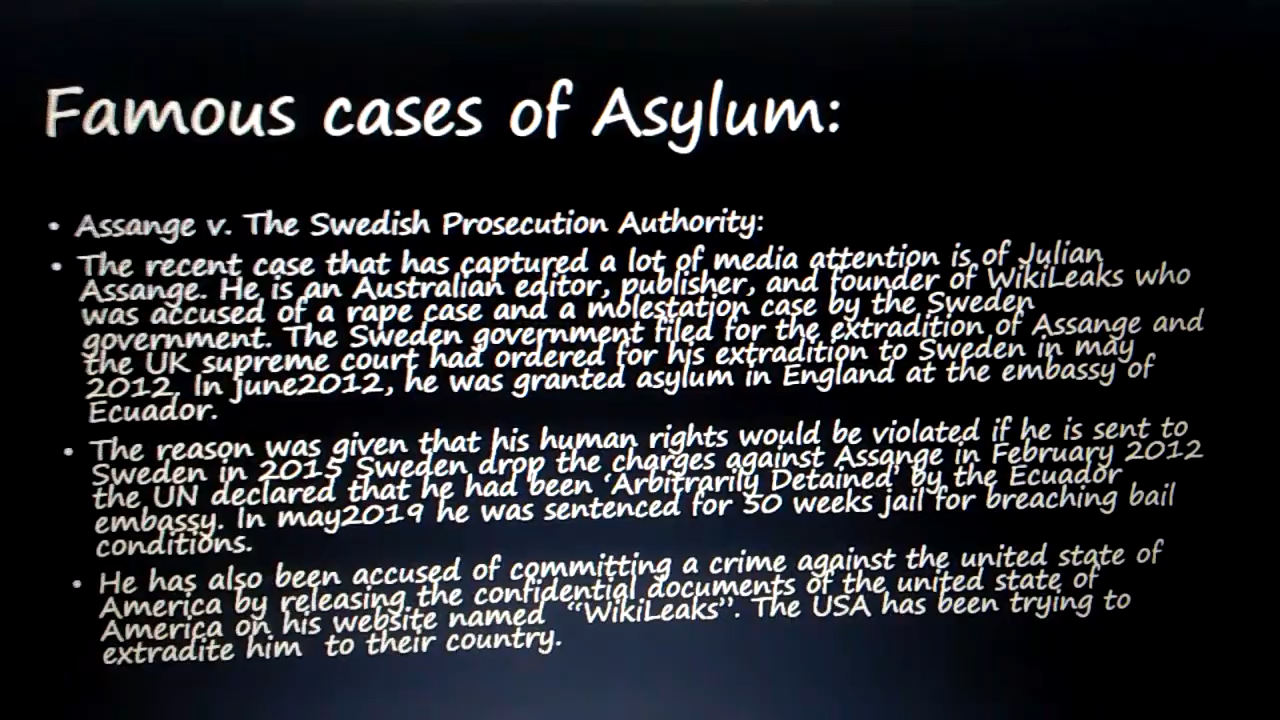 Famous cases of Asylum:
• Assange v. The Swedish Prosecution Authority:
• The recent case that has captured a lot of media attention is of Julian
Assange. He is an Australian editor, publisher, and founder of WikiLeaks who
was accused of a rape case and a molestation case by the Sweden
government. The Sweden government filed for the extradition of Assange and
the UK supreme court had ordered for his extradition to Sweden in may
2012. In june2012, he was granted asylum in England at the embassy of
Ecuador.
• The reason was given that his human rights would be violated if he is sent to
Sweden in 2015 Sweden drop the charges against Assange in February 2012
the UN declared that he had been ‘Arbitrarily Detained’ by the Ecuador
embassy. In may2019 he was sentenced for 50 weeks jail for breaching bail
conditions.
• He has also been accused of committing a crime against the united state of
America by releasing the confidential documents of the united state of
America on his website named “WikiLeaks”. The USA has been trying to
extradite him to their country.